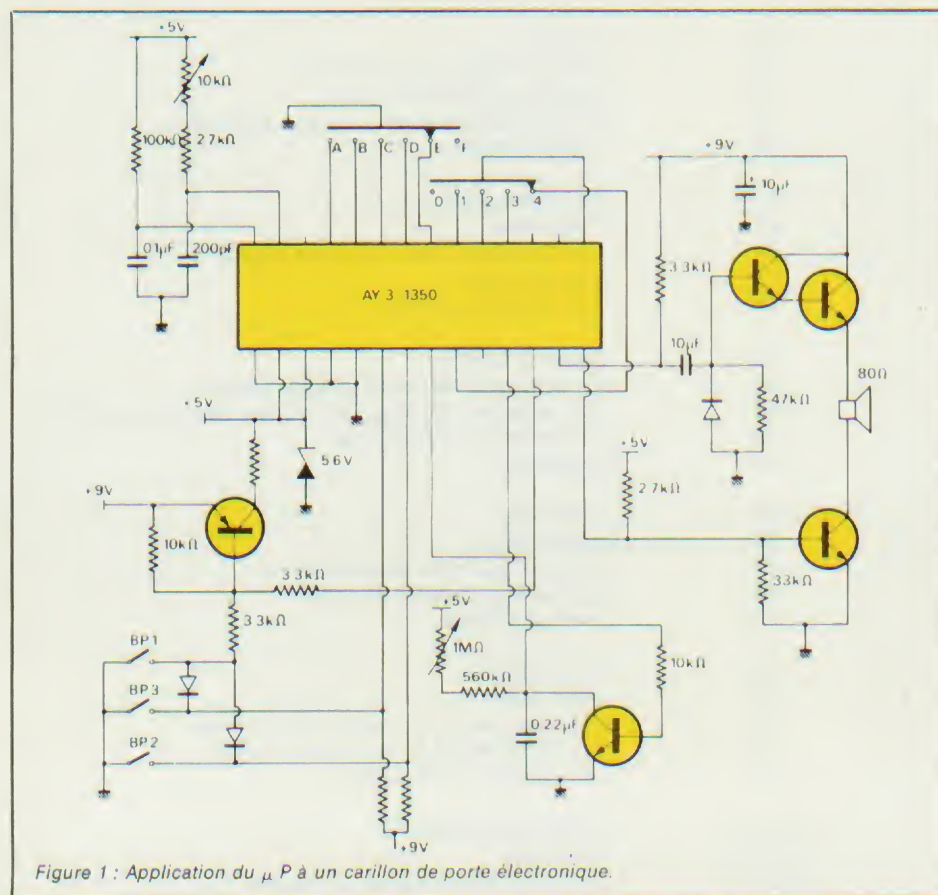 +5V
10kΩ
100kΩ
2.7kΩ
0.1µF
200pF
A B C D E F
0 1 2 3 4
+9V
10µF
3.3kΩ
AY 3 1350
10µF
47kΩ
80Ω
+5V
5.6V
+5V
2.7kΩ
+9V
10kΩ
3.3kΩ
33kΩ
3.3kΩ
+5V
1MΩ
10kΩ
560kΩ
BP1
BP3
BP2
0.22µF
+9V
Figure 1 : Application du µ P à un carillon de porte électronique.